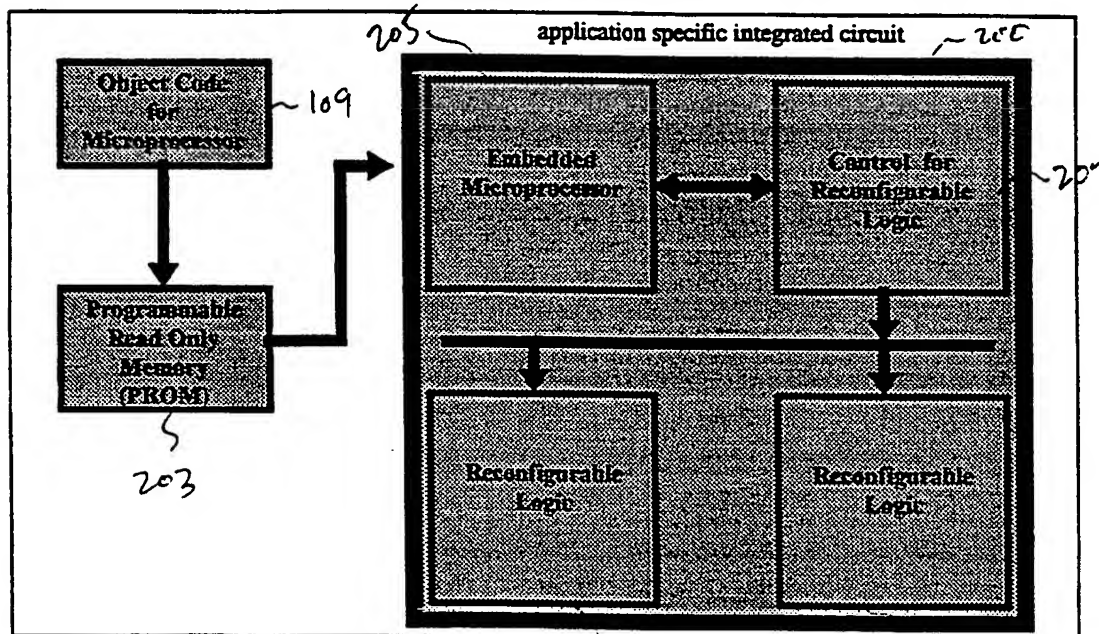 205
application specific integrated circuit
Object Code
for
Microprocessor
109
Embedded
Microprocessor
Control for
Reconfigurable
Logic
Programmable
Read Only
Memory
(PROM)
203
Reconfigurable
Logic
Reconfigurable
Logic